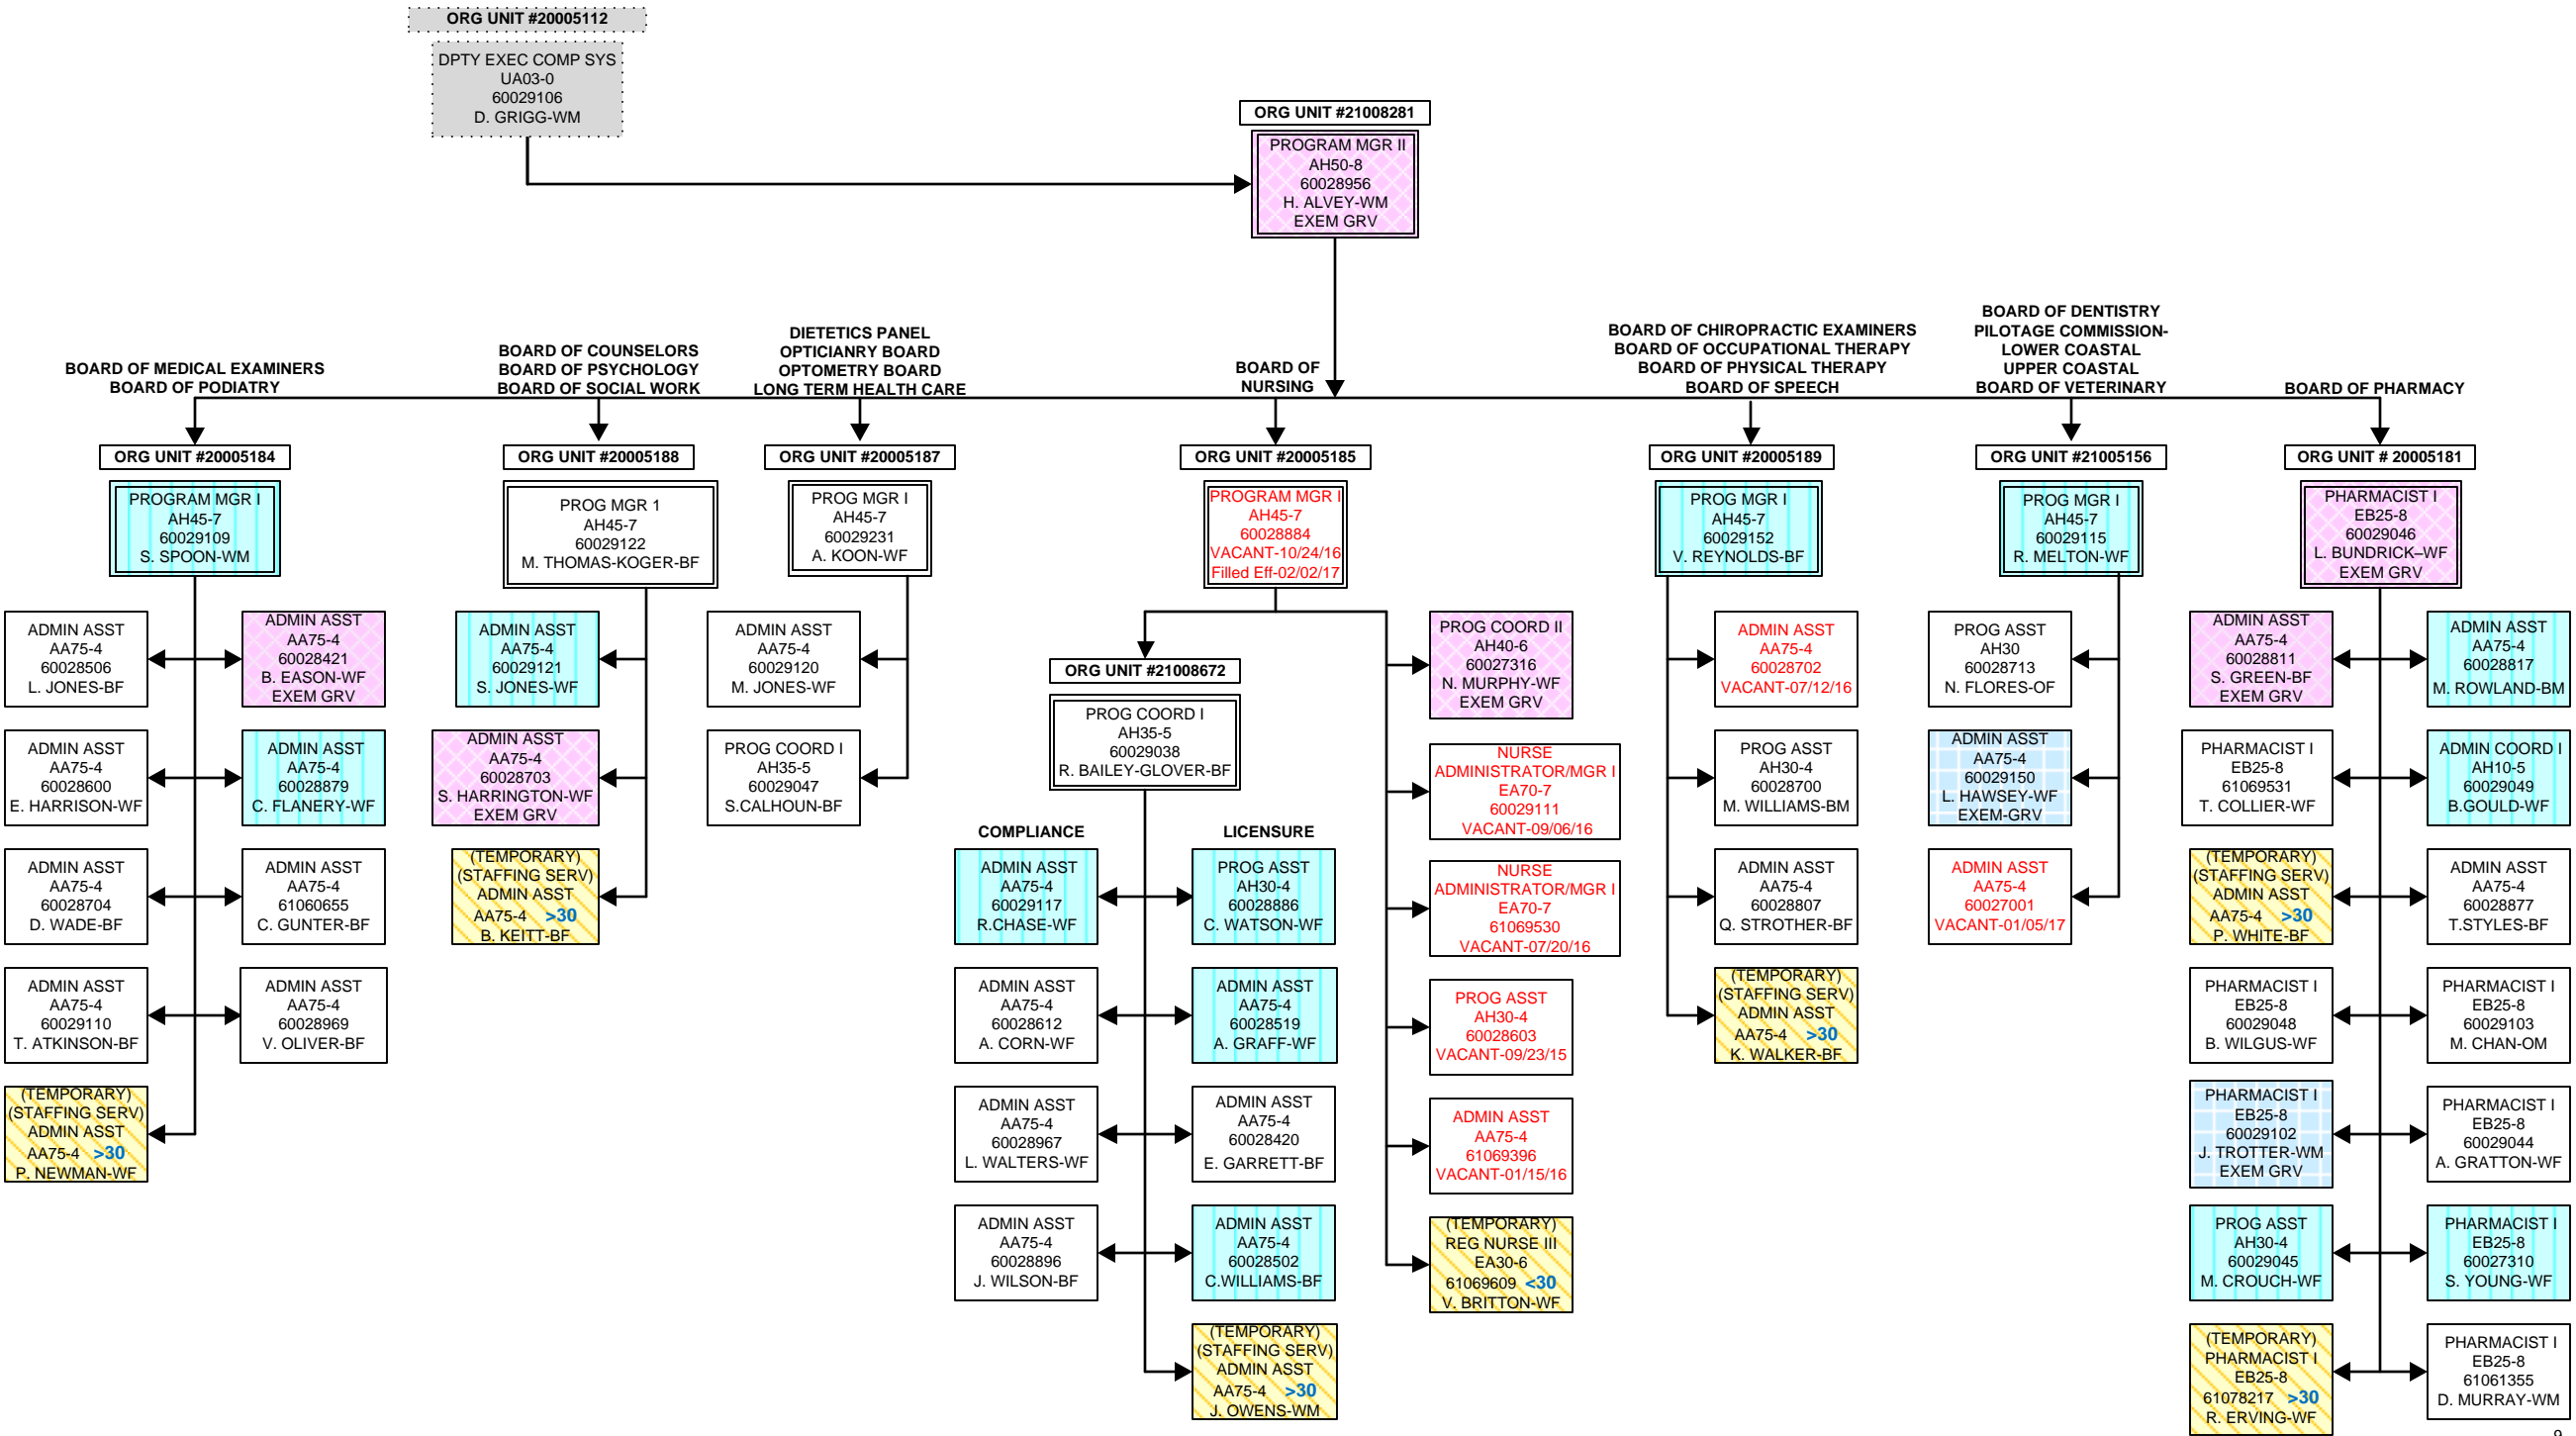 ORG UNIT #20005112
DPTY EXEC COMP SYS
UA03-0
60029106
D. GRIGG-WM
ORG UNIT #21008281
PROGRAM MGR II
AH50-8
60028956
H. ALVEY-WM
EXEM GRV
BOARD OF MEDICAL EXAMINERS
BOARD OF PODIATRY
BOARD OF COUNSELORS
BOARD OF PSYCHOLOGY
BOARD OF SOCIAL WORK
DIETETICS PANEL
OPTICIANRY BOARD
OPTOMETRY BOARD
LONG TERM HEALTH CARE
BOARD OF
NURSING
BOARD OF CHIROPRACTIC EXAMINERS
BOARD OF OCCUPATIONAL THERAPY
BOARD OF PHYSICAL THERAPY
BOARD OF SPEECH
BOARD OF DENTISTRY
PILOTAGE COMMISSION-
LOWER COASTAL
UPPER COASTAL
BOARD OF VETERINARY
BOARD OF PHARMACY
ORG UNIT #20005184
PROGRAM MGR I
AH45-7
60029109
S. SPOON-WM
ADMIN ASST
AA75-4
60028506
L. JONES-BF
ADMIN ASST
AA75-4
60028421
B. EASON-WF
EXEM GRV
ADMIN ASST
AA75-4
60028600
E. HARRISON-WF
ADMIN ASST
AA75-4
60028879
C. FLANERY-WF
ADMIN ASST
AA75-4
60028704
D. WADE-BF
ADMIN ASST
AA75-4
61060655
C. GUNTER-BF
ADMIN ASST
AA75-4
60029110
T. ATKINSON-BF
ADMIN ASST
AA75-4
60028969
V. OLIVER-BF
(TEMPORARY)
(STAFFING SERV)
ADMIN ASST
AA75-4 >30
P. NEWMAN-WF
ORG UNIT #20005188
PROG MGR 1
AH45-7
60029122
M. THOMAS-KOGER-BF
ADMIN ASST
AA75-4
60029121
S. JONES-WF
ADMIN ASST
AA75-4
60028703
S. HARRINGTON-WF
EXEM GRV
(TEMPORARY)
(STAFFING SERV)
ADMIN ASST
AA75-4 >30
B. KEITT-BF
ORG UNIT #20005187
PROG MGR I
AH45-7
60029231
A. KOON-WF
ADMIN ASST
AA75-4
60029120
M. JONES-WF
PROG COORD I
AH35-5
60029047
S.CALHOUN-BF
ORG UNIT #20005185
PROGRAM MGR I
AH45-7
60028884
VACANT-10/24/16
Filled Eff-02/02/17
ORG UNIT #21008672
PROG COORD I
AH35-5
60029038
R. BAILEY-GLOVER-BF
COMPLIANCE
LICENSURE
ADMIN ASST
AA75-4
60029117
R.CHASE-WF
PROG ASST
AH30-4
60028886
C. WATSON-WF
ADMIN ASST
AA75-4
60028612
A. CORN-WF
ADMIN ASST
AA75-4
60028519
A. GRAFF-WF
ADMIN ASST
AA75-4
60028967
L. WALTERS-WF
ADMIN ASST
AA75-4
60028420
E. GARRETT-BF
ADMIN ASST
AA75-4
60028896
J. WILSON-BF
ADMIN ASST
AA75-4
60028502
C.WILLIAMS-BF
(TEMPORARY)
(STAFFING SERV)
ADMIN ASST
AA75-4 >30
J. OWENS-WM
PROG COORD II
AH40-6
60027316
N. MURPHY-WF
EXEM GRV
NURSE
ADMINISTRATOR/MGR I
EA70-7
60029111
VACANT-09/06/16
NURSE
ADMINISTRATOR/MGR I
EA70-7
61069530
VACANT-07/20/16
PROG ASST
AH30-4
60028603
VACANT-09/23/15
ADMIN ASST
AA75-4
61069396
VACANT-01/15/16
(TEMPORARY)
REG NURSE III
EA30-6
61069609 <30
V. BRITTON-WF
ORG UNIT #20005189
PROG MGR I
AH45-7
60029152
V. REYNOLDS-BF
ADMIN ASST
AA75-4
60028702
VACANT-07/12/16
PROG ASST
AH30-4
60028700
M. WILLIAMS-BM
ADMIN ASST
AA75-4
60028807
Q. STROTHER-BF
(TEMPORARY)
(STAFFING SERV)
ADMIN ASST
AA75-4 >30
K. WALKER-BF
ORG UNIT #21005156
PROG MGR I
AH45-7
60029115
R. MELTON-WF
PROG ASST
AH30
60028713
N. FLORES-OF
ADMIN ASST
AA75-4
60029150
L. HAWSEY-WF
EXEM-GRV
ADMIN ASST
AA75-4
60027001
VACANT-01/05/17
ORG UNIT # 20005181
PHARMACIST I
EB25-8
60029046
L. BUNDRICK–WF
EXEM GRV
ADMIN ASST
AA75-4
60028811
S. GREEN-BF
EXEM GRV
ADMIN ASST
AA75-4
60028817
M. ROWLAND-BM
PHARMACIST I
EB25-8
61069531
T. COLLIER-WF
ADMIN COORD I
AH10-5
60029049
B.GOULD-WF
(TEMPORARY)
(STAFFING SERV)
ADMIN ASST
AA75-4 >30
P. WHITE-BF
ADMIN ASST
AA75-4
60028877
T.STYLES-BF
PHARMACIST I
EB25-8
60029048
B. WILGUS-WF
PHARMACIST I
EB25-8
60029103
M. CHAN-OM
PHARMACIST I
EB25-8
60029102
J. TROTTER-WM
EXEM GRV
PHARMACIST I
EB25-8
60029044
A. GRATTON-WF
PROG ASST
AH30-4
60029045
M. CROUCH-WF
PHARMACIST I
EB25-8
60027310
S. YOUNG-WF
(TEMPORARY)
PHARMACIST I
EB25-8
61078217 >30
R. ERVING-WF
PHARMACIST I
EB25-8
61061355
D. MURRAY-WM
9